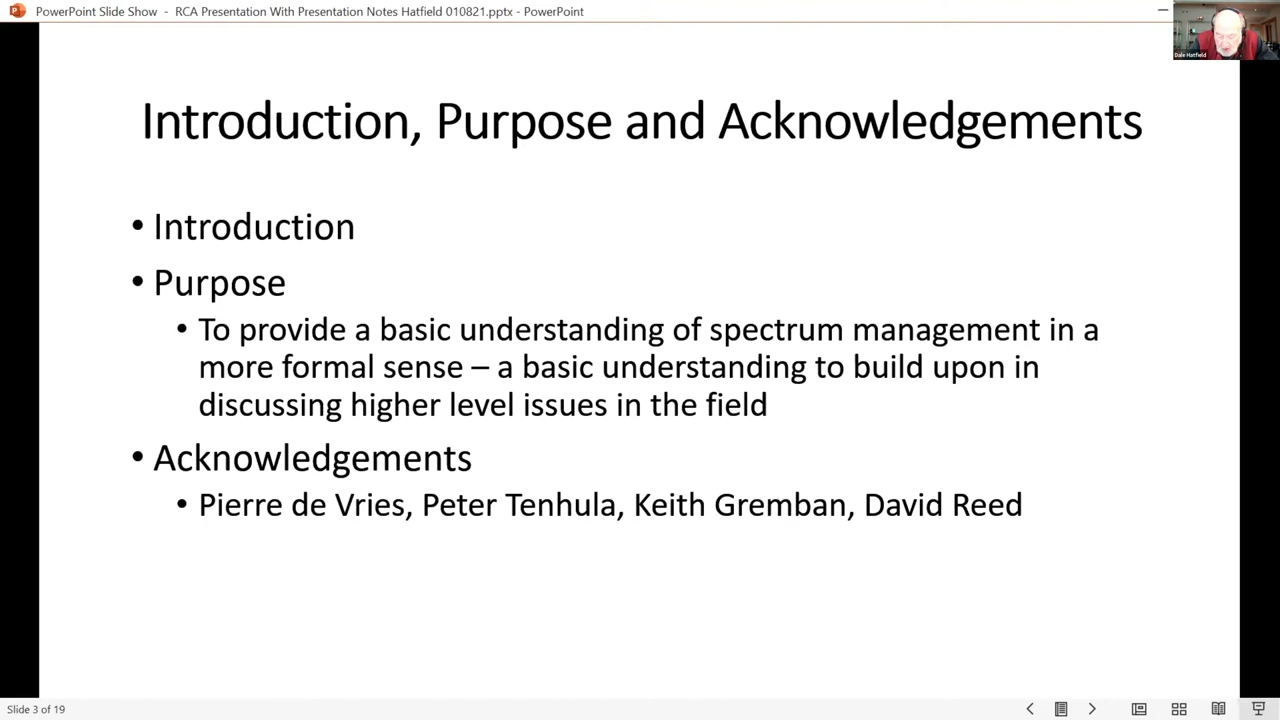 PowerPoint Slide Show - RCA Presentation With Presentation Notes Hatfield 010821.pptx - PowerPoint
Dale Hatfield
Introduction, Purpose and Acknowledgements
• Introduction
• Purpose
• To provide a basic understanding of spectrum management in a
more formal sense – a basic understanding to build upon in
discussing higher level issues in the field
• Acknowledgements
• Pierre de Vries, Peter Tenhula, Keith Gremban, David Reed
Slide 3 of 19